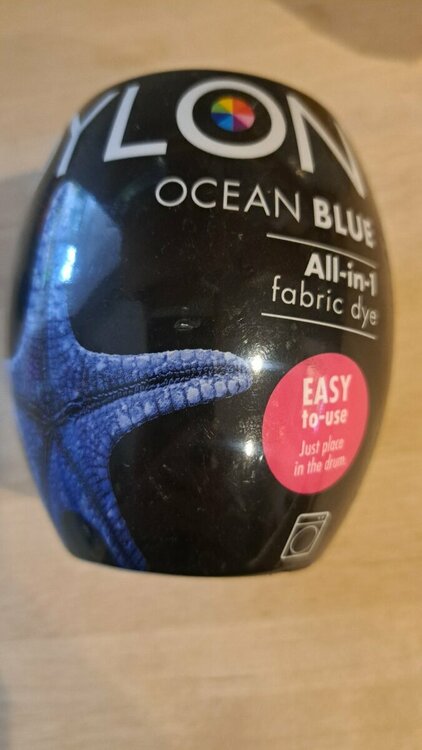 YLON
OCEAN BLUE
All-in-1
fabric dye
EASY
to-use
Just place
in the drum.